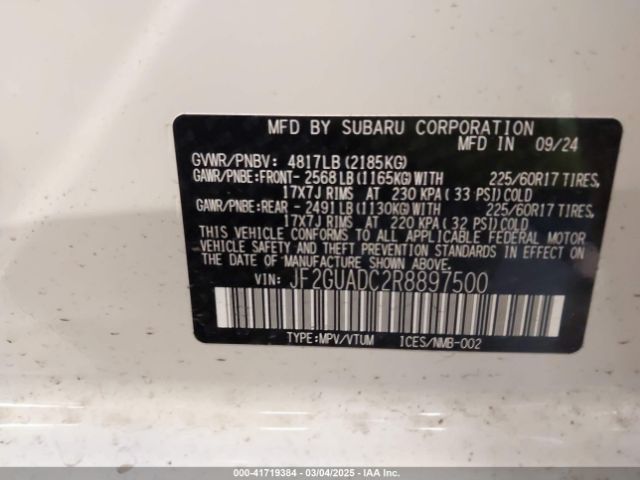 MFD BY SUBARU CORPORATION
MFD IN 09/24
GVWR/PNBV: 4817LB(2185KG)
GAWR/PNBE:FRONT- 2568LB(1165KG)WITH 225/60R17 TIRES,
17X7J RIMS AT 230 KPA(33 PSI)COLD
GAWR/PNBE:REAR - 2491LB(1130KG)WITH 225/60R17 TIRES,
17X7J RIMS AT 220 KPA(32 PSI)COLD
THIS VEHICLE CONFORMS TO ALL APPLICABLE FEDERAL MOTOR
VEHICLE SAFETY AND THEFT PREVENTION STANDARDS IN EFFECT ON
THE DATE OF MANUFACTURE SHOWN ABOVE.
VIN: JF2GUADC2R8897500
TYPE:MPV/VTUM ICES/NMB-002
000-41719384 - 03/04/2025 - IAA Inc.